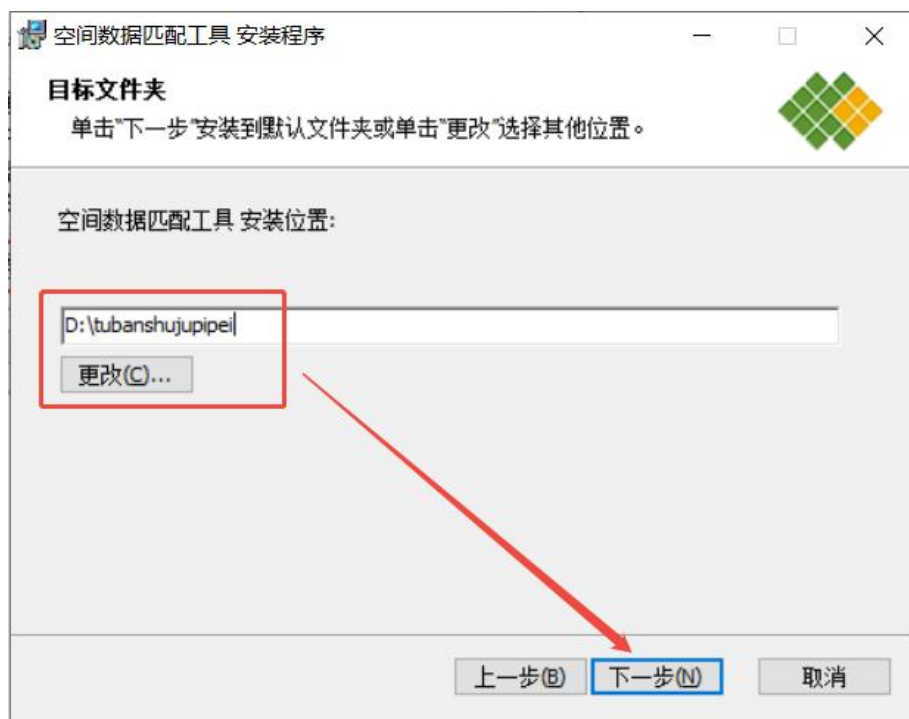 空间数据匹配工具 安装程序
目标文件夹
单击“下一步”安装到默认文件夹或单击“更改”选择其他位置。
空间数据匹配工具 安装位置:
D:\tubanshujupipei
更改(C)...
上一步(B) 下一步(N) 取消